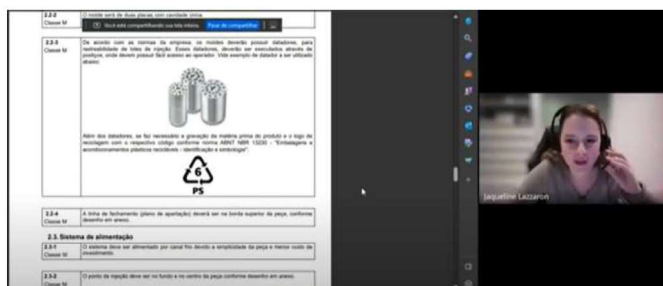 2.2-2 O molde será de duas placas com cavidade única.
Classe M
Você está compartilhando sua tela inteira. Parar de compartilhar
2.2-3 De acordo com as normas da empresa, os moldes deverão possuir datadores, para
Classe M rastreabilidade de lotes de injeção. Esses datadores, deverão ser executados através de
postiços, onde devem possuir fácil acesso ao operador. Vide exemplo de datador a ser utilizado
abaixo:
Além dos datadores, se faz necessário a gravação da matéria prima do produto e o logo de
reciclagem com o respectivo código conforme norma ABNT NBR 13230 - "Embalagens e
acondicionamentos plásticos recicláveis - Identificação e simbologia".
6
PS
2.2-4 A linha de fechamento (plano de apartação) deverá ser na borda superior da peça, conforme
Classe M desenho em anexo.
2.3. Sistema de alimentação
2.3-1 O sistema deve ser alimentado por canal frio devido a simplicidade da peça e menor custo de
Classe M investimento.
2.3-2 O ponto de injeção deve ser no fundo e no centro da peça conforme desenho em anexo.
Classe M
Jaqueline Lazzaron